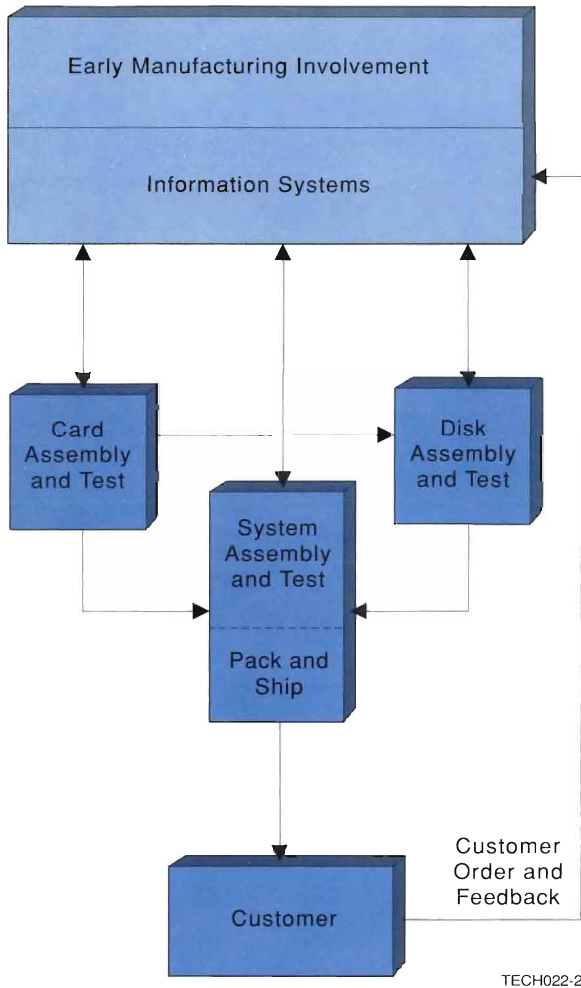 Early Manufacturing Involvement
Information Systems
Card
Assembly
and Test
Disk
Assembly
and Test
System
Assembly
and Test
Pack and
Ship
Customer
Order and
Feedback
Customer
TECH022-2